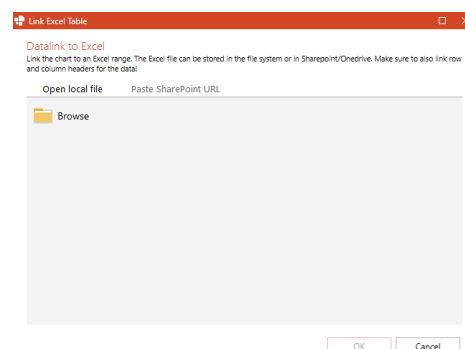 Link Excel Table
Datalink to Excel
Link the chart to an Excel range. The Excel file can be stored in the file system or in Sharepoint/Onedrive. Make sure to also link row
and column headers for the data!
Open local file Paste SharePoint URL
Browse
OK Cancel